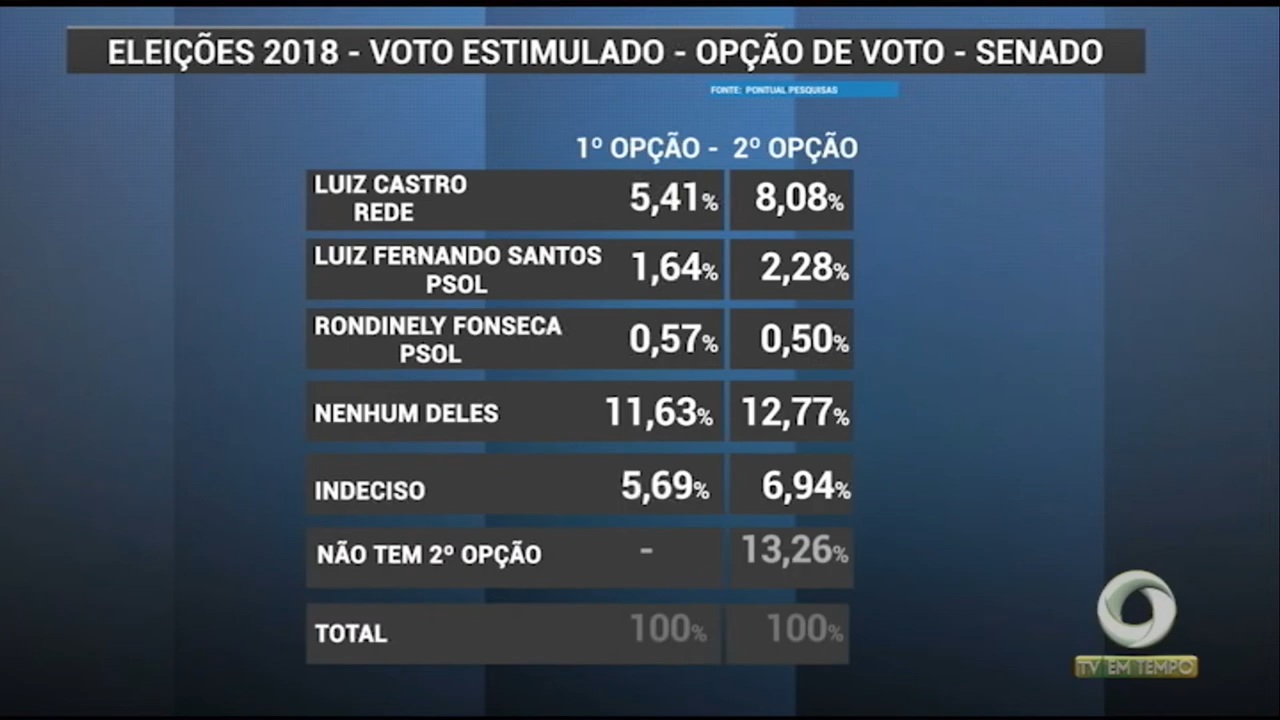 ELEIÇÕES 2018 - VOTO ESTIMULADO - OPÇÃO DE VOTO - SENADO
FONTE: PONTUAL PESQUISAS
1º OPÇÃO - 2º OPÇÃO
LUIZ CASTRO REDE 5,41% 8,08%
LUIZ FERNANDO SANTOS PSOL 1,64% 2,28%
RONDINELY FONSECA PSOL 0,57% 0,50%
NENHUM DELES 11,63% 12,77%
INDECISO 5,69% 6,94%
NÃO TEM 2º OPÇÃO - 13,26%
TOTAL 100% 100%
TV EM TEMPO